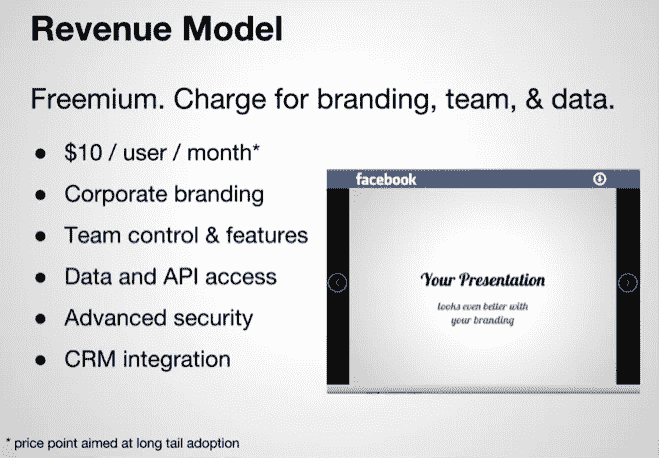 Revenue Model
Freemium. Charge for branding, team, & data.
● $10 / user / month*
● Corporate branding
● Team control & features
● Data and API access
● Advanced security
● CRM integration
facebook
Your Presentation
looks even better with
your branding
* price point aimed at long tail adoption